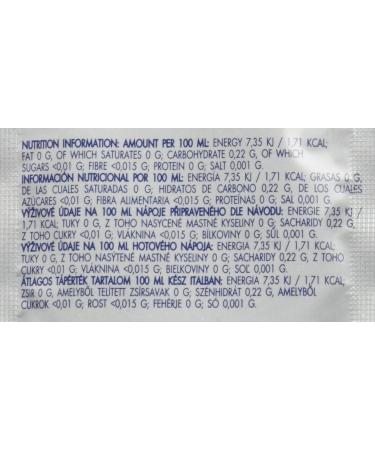 NUTRITION INFORMATION: AMOUNT PER 100 ML: ENERGY 7,35 KJ / 1,71 KCAL;
FAT 0 G, OF WHICH SATURATES 0 G; CARBOHYDRATE 0,22 G, OF WHICH
SUGARS <0,01 G; FIBRE <0,015 G; PROTEIN 0 G; SALT 0,001 G.
INFORMACIÓN NUTRICIONAL POR 100 ML: ENERGÍA 7,35 KJ / 1,71 KCAL; GRASAS 0 G,
DE LAS CUALES SATURADAS 0 G; HIDRATOS DE CARBONO 0,22 G, DE LOS CUALES
AZÚCARES <0,01 G; FIBRA ALIMENTARIA <0,015 G; PROTEÍNAS 0 G; SAL 0,001 G.
VÝŽIVOVÉ ÚDAJE NA 100 ML NÁPOJE PŘIPRAVENÉHO DLE NÁVODU: ENERGIE 7,35 KJ /
1,71 KCAL; TUKY 0 G, Z TOHO NASYCENÉ MASTNÉ KYSELINY 0 G; SACHARIDY 0,22 G,
Z TOHO CUKRY <0,01 G; VLÁKNINA <0,015 G; BÍLKOVINY 0 G; SŮL 0,001 G.
VÝŽIVOVÉ ÚDAJE NA 100 ML HOTOVÉHO NÁPOJA: ENERGIA 7,35 KJ / 1,71 KCAL;
TUKY 0 G, Z TOHO NASÝTENÉ MASTNÉ KYSELINY 0 G; SACHARIDY 0,22 G, Z TOHO
CUKRY <0,01 G; VLÁKNINA <0,015 G; BIELKOVINY 0 G; SOĽ 0,001 G.
ÁTLAGOS TÁPÉRTÉK TARTALOM 100 ML KÉSZ ITALBAN: ENERGIA 7,35 KJ / 1,71 KCAL;
ZSÍR 0 G, AMELYBŐL TELÍTETT ZSÍRSAVAK 0 G; SZÉNHIDRÁT 0,22 G, AMELYBŐL
CUKROK <0,01 G; ROST <0,015 G; FEHÉRJE 0 G; SÓ 0,001 G.